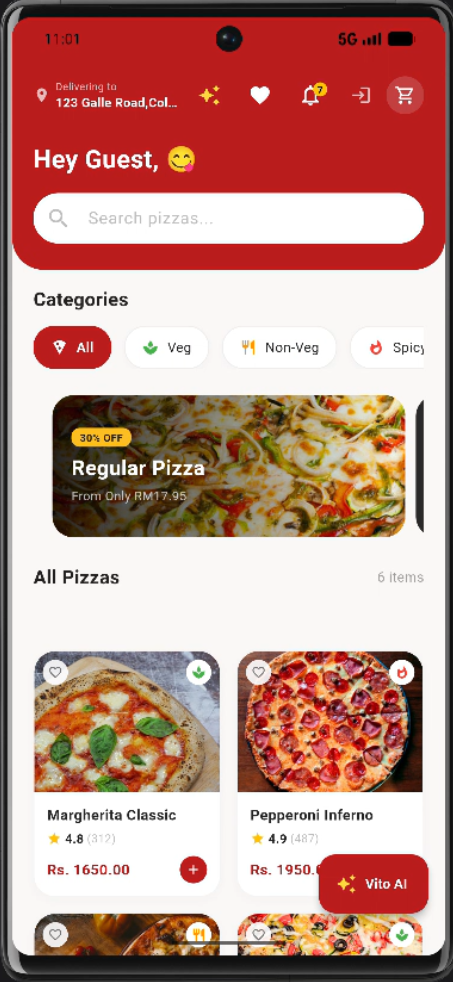 11:01
5G
Delivering to
123 Galle Road,Col...
7
Hey Guest, 😋
Search pizzas...
Categories
All
Veg
Non-Veg
Spicy
30% OFF
Regular Pizza
From Only RM17.95
All Pizzas
6 items
Margherita Classic
4.8 (312)
Rs. 1650.00
+
Pepperoni Inferno
4.9 (487)
Rs. 1950.
Vito AI